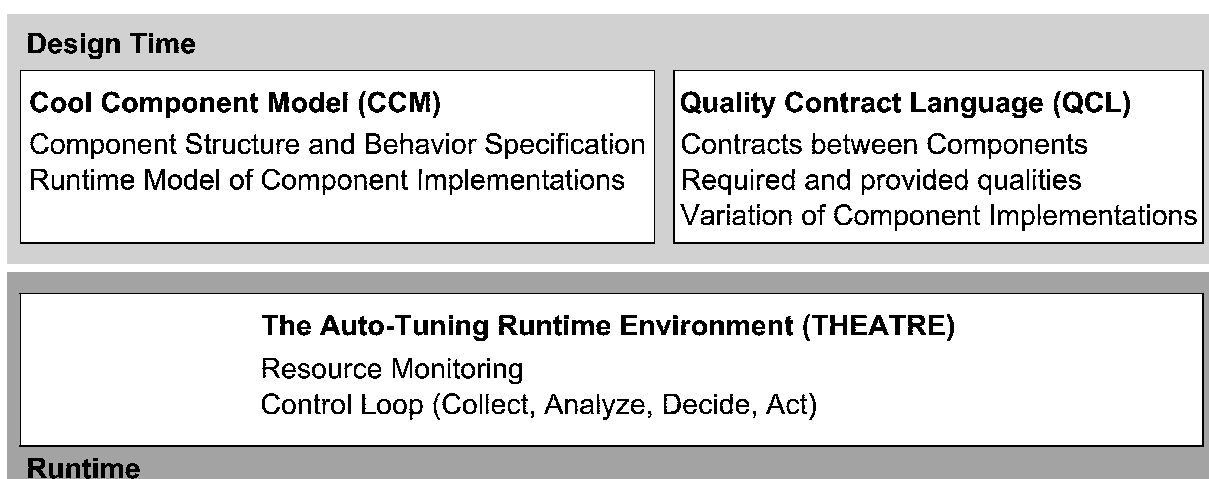 Design Time
Cool Component Model (CCM)
Component Structure and Behavior Specification
Runtime Model of Component Implementations
Quality Contract Language (QCL)
Contracts between Components
Required and provided qualities
Variation of Component Implementations
The Auto-Tuning Runtime Environment (THEATRE)
Resource Monitoring
Control Loop (Collect, Analyze, Decide, Act)
Runtime